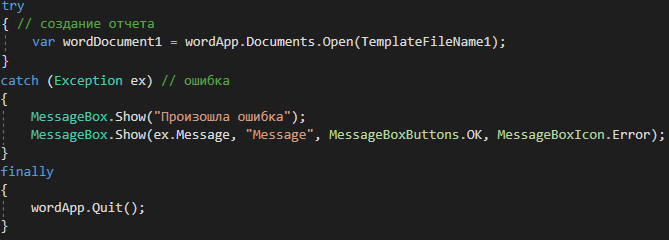 try
{ // создание отчета
var wordDocument1 = wordApp.Documents.Open(TemplateFileName1);
}
catch (Exception ex) // ошибка
{
MessageBox.Show("Произошла ошибка");
MessageBox.Show(ex.Message, "Message", MessageBoxButtons.OK, MessageBoxIcon.Error);
}
finally
{
wordApp.Quit();
}